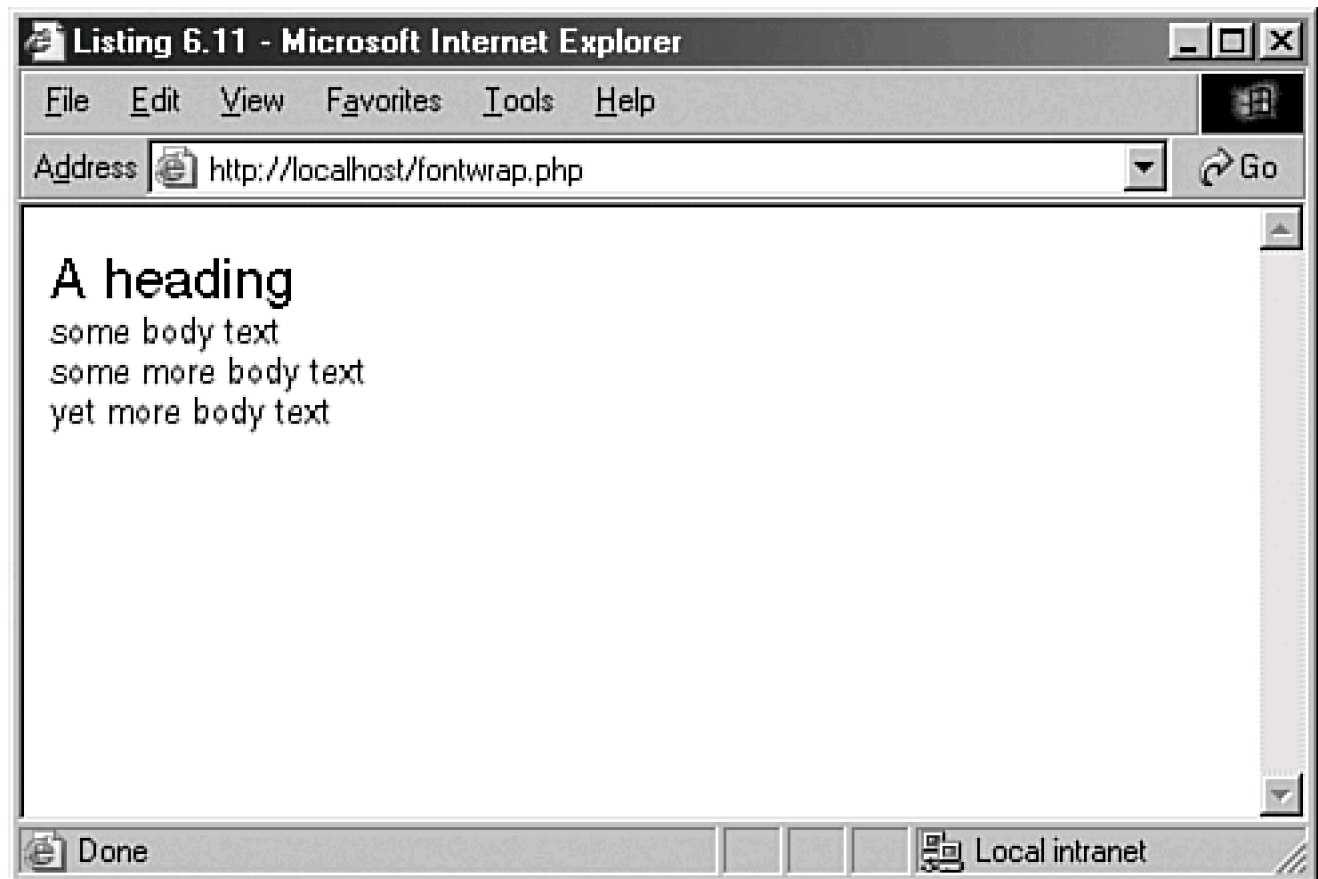 Listing 6.11 - Microsoft Internet Explorer
File Edit View Favorites Tools Help
Address http://localhost/fontwrap.php Go
A heading
some body text
some more body text
yet more body text
Done Local intranet